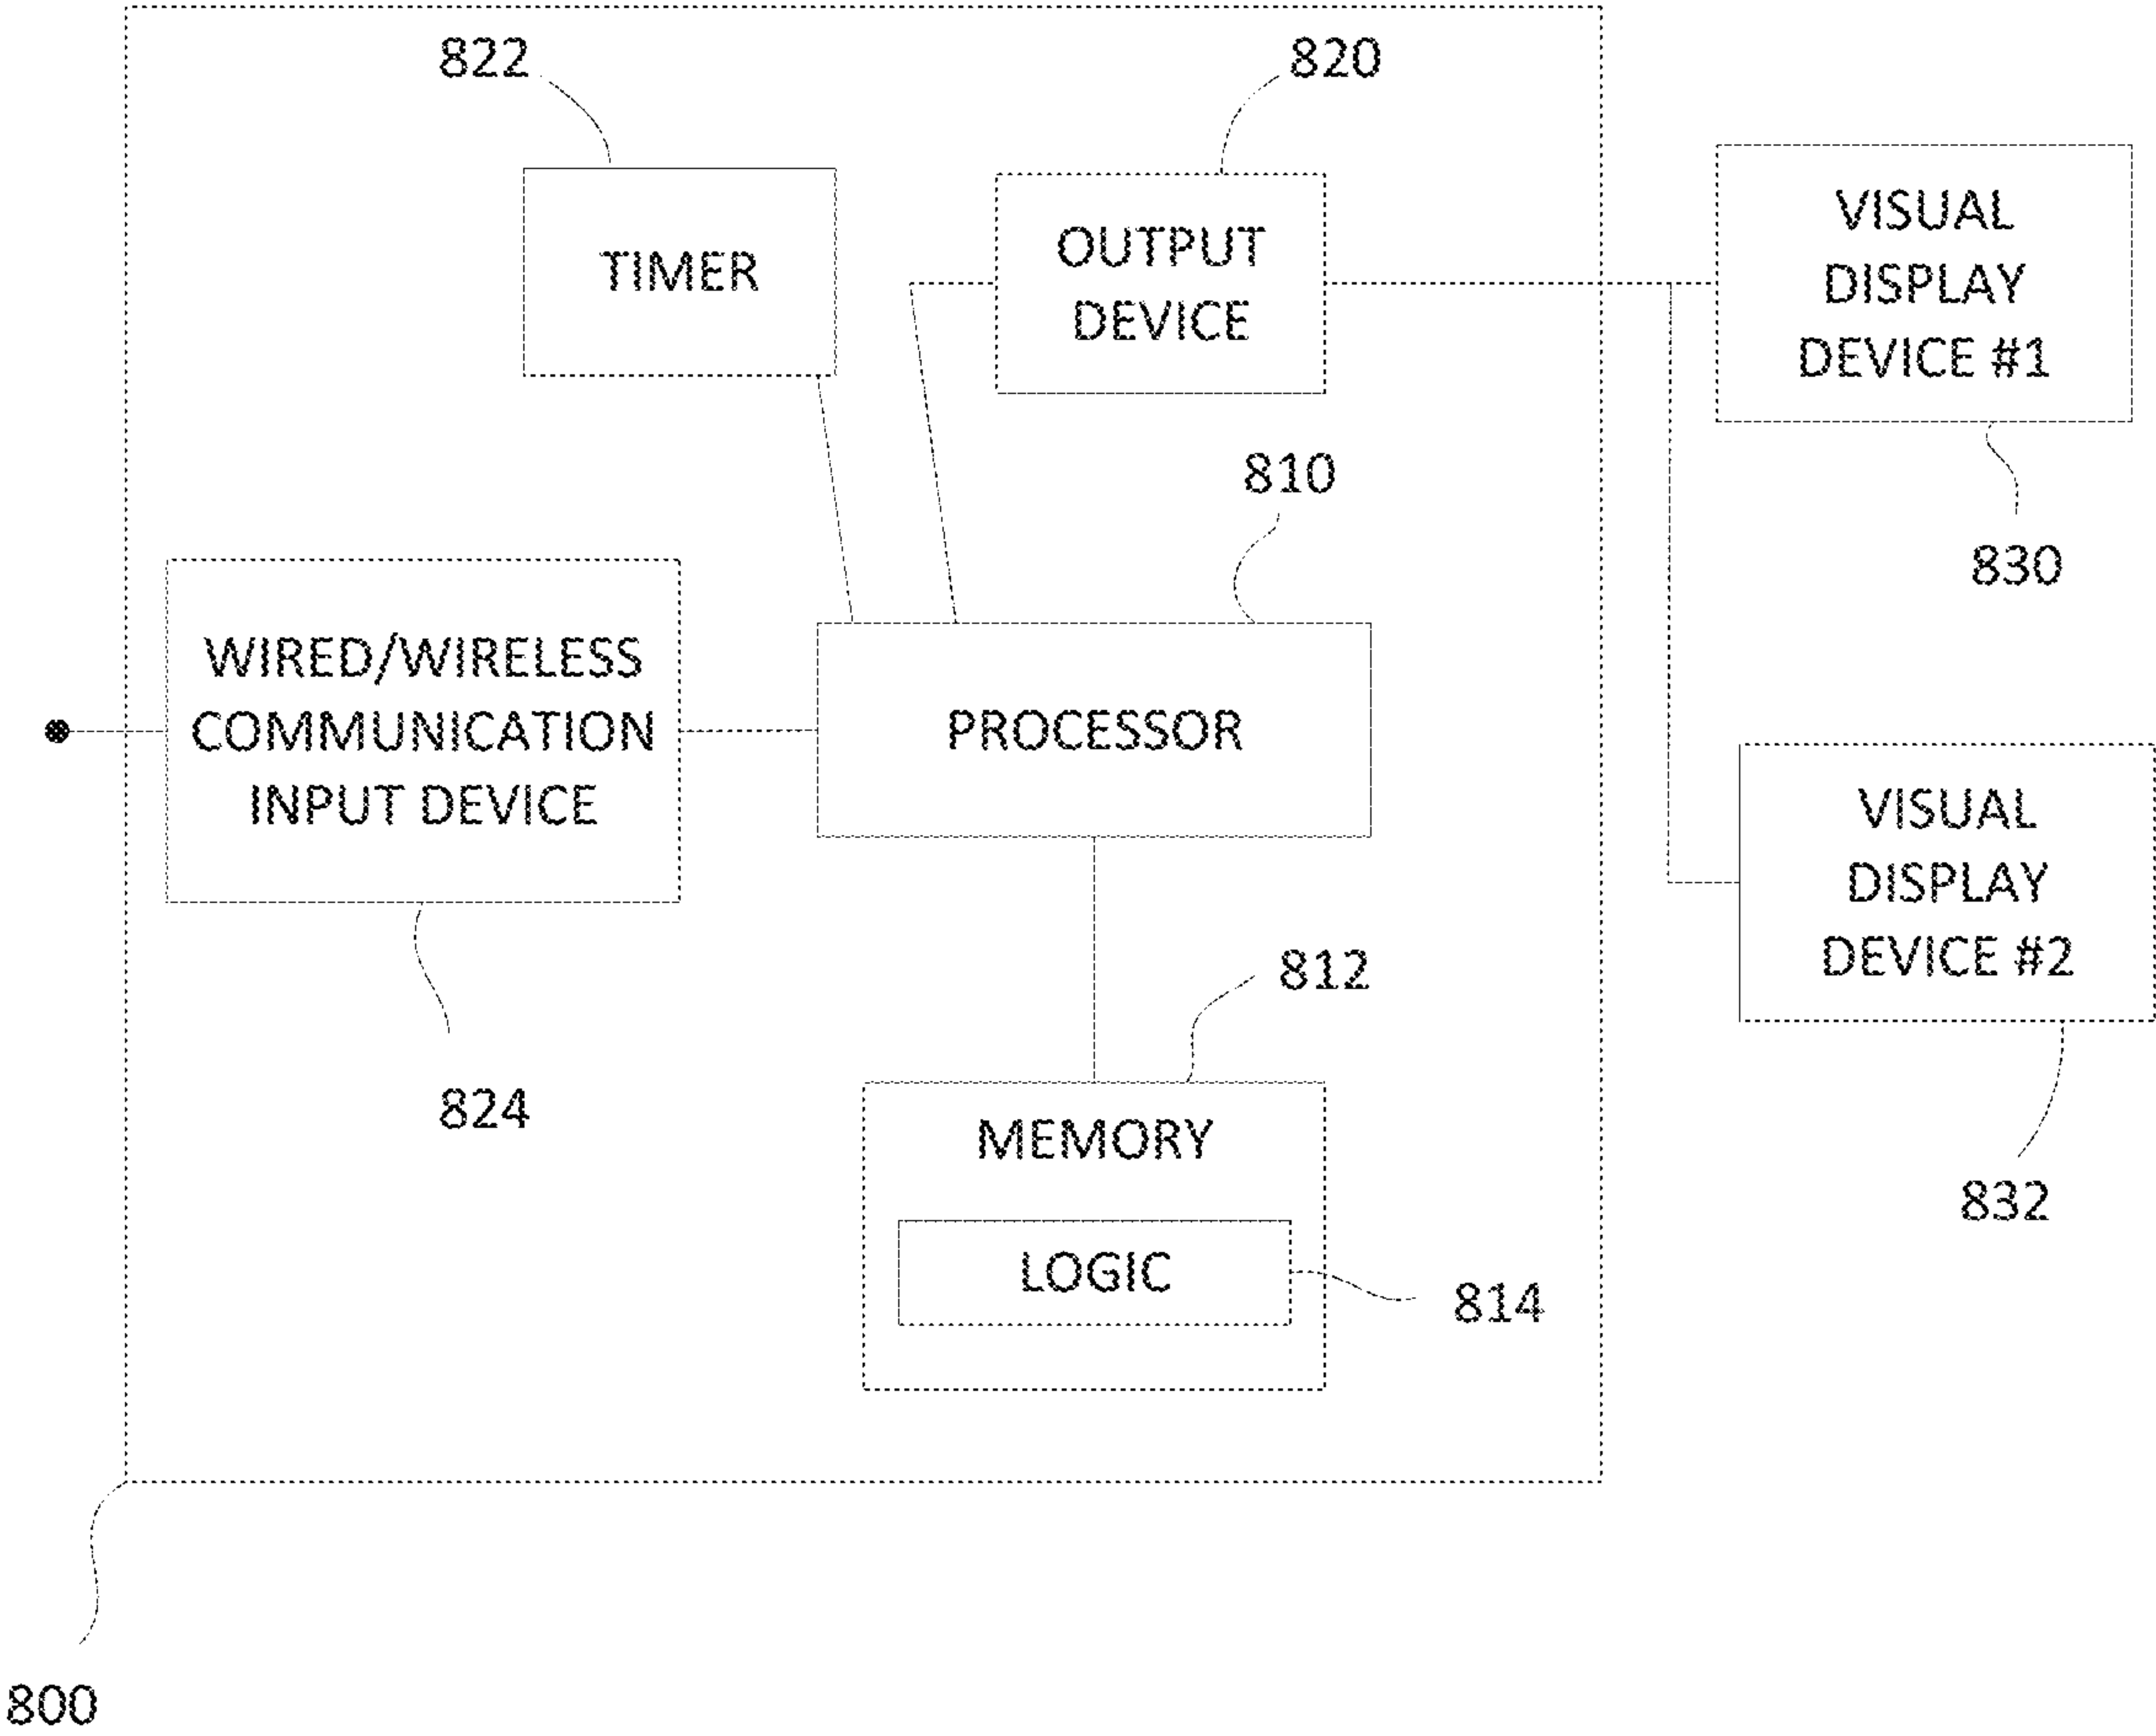 822
820
TIMER
OUTPUT
DEVICE
VISUAL
DISPLAY
DEVICE #1
810
830
WIRED/WIRELESS
COMMUNICATION
INPUT DEVICE
PROCESSOR
VISUAL
DISPLAY
DEVICE #2
812
824
MEMORY
832
LOGIC
814
800